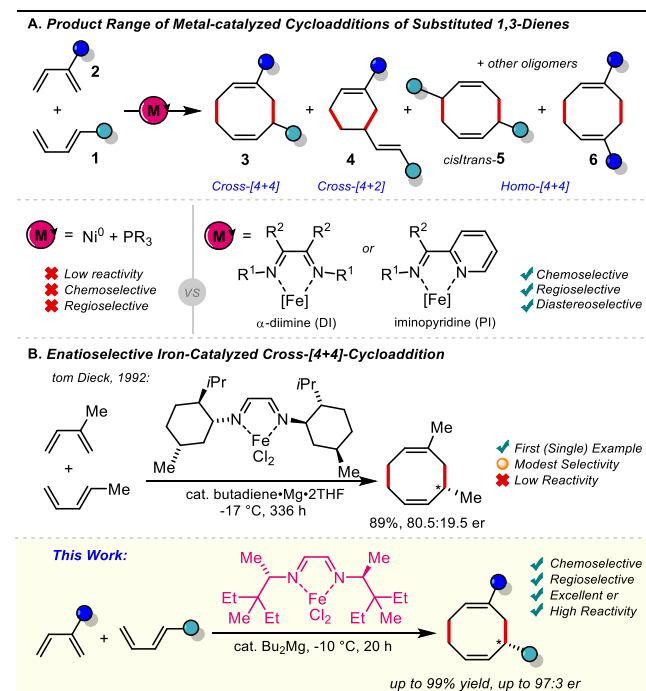 A. Product Range of Metal-catalyzed Cycloadditions of Substituted 1,3-Dienes
2
+
1
M
3
Cross-[4+4]
+
4
Cross-[4+2]
+
cis/trans-5
+ other oligomers
+
6
Homo-[4+4]
M = Ni0 + PR3
Low reactivity
Chemoselective
Regioselective
vs
M =
R2 R2
R1 N N R1
[Fe]
α-diimine (DI)
or
R2
R1 N N
[Fe]
iminopyridine (PI)
Chemoselective
Regioselective
Diastereoselective
B. Enatioselective Iron-Catalyzed Cross-[4+4]-Cycloaddition
tom Dieck, 1992:
Me
+
Me
iPr iPr
N N
Fe
Cl2
Me Me
cat. butadiene•Mg•2THF
-17 °C, 336 h
Me
* Me
89%, 80.5:19.5 er
First (Single) Example
Modest Selectivity
Low Reactivity
This Work:
+
Me Me
N N
Et Fe Et
Cl2
Me Et Et Me
cat. Bu2Mg, -10 °C, 20 h
*
Chemoselective
Regioselective
Excellent er
High Reactivity
up to 99% yield, up to 97:3 er